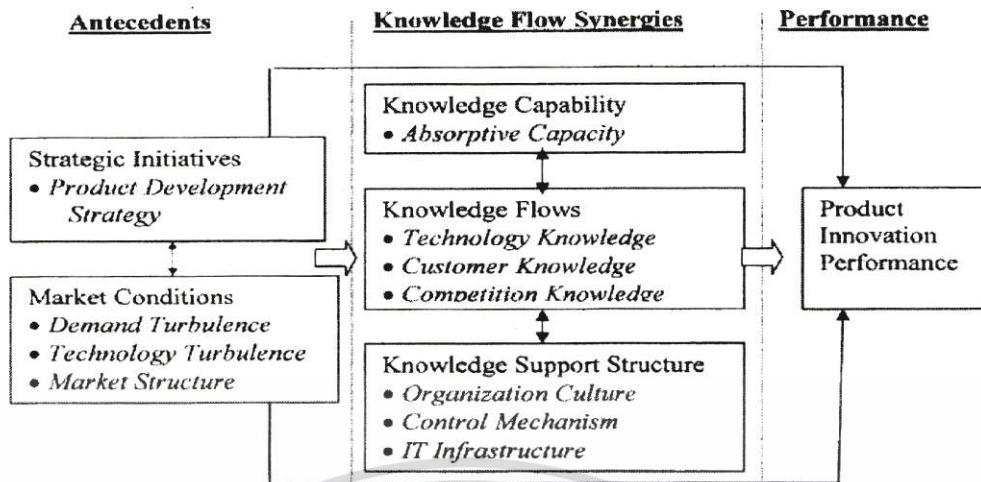 Antecedents
Knowledge Flow Synergies
Performance
Strategic Initiatives
• Product Development
Strategy
Market Conditions
• Demand Turbulence
• Technology Turbulence
• Market Structure
Knowledge Capability
• Absorptive Capacity
Knowledge Flows
• Technology Knowledge
• Customer Knowledge
• Competition Knowledge
Knowledge Support Structure
• Organization Culture
• Control Mechanism
• IT Infrastructure
Product
Innovation
Performance